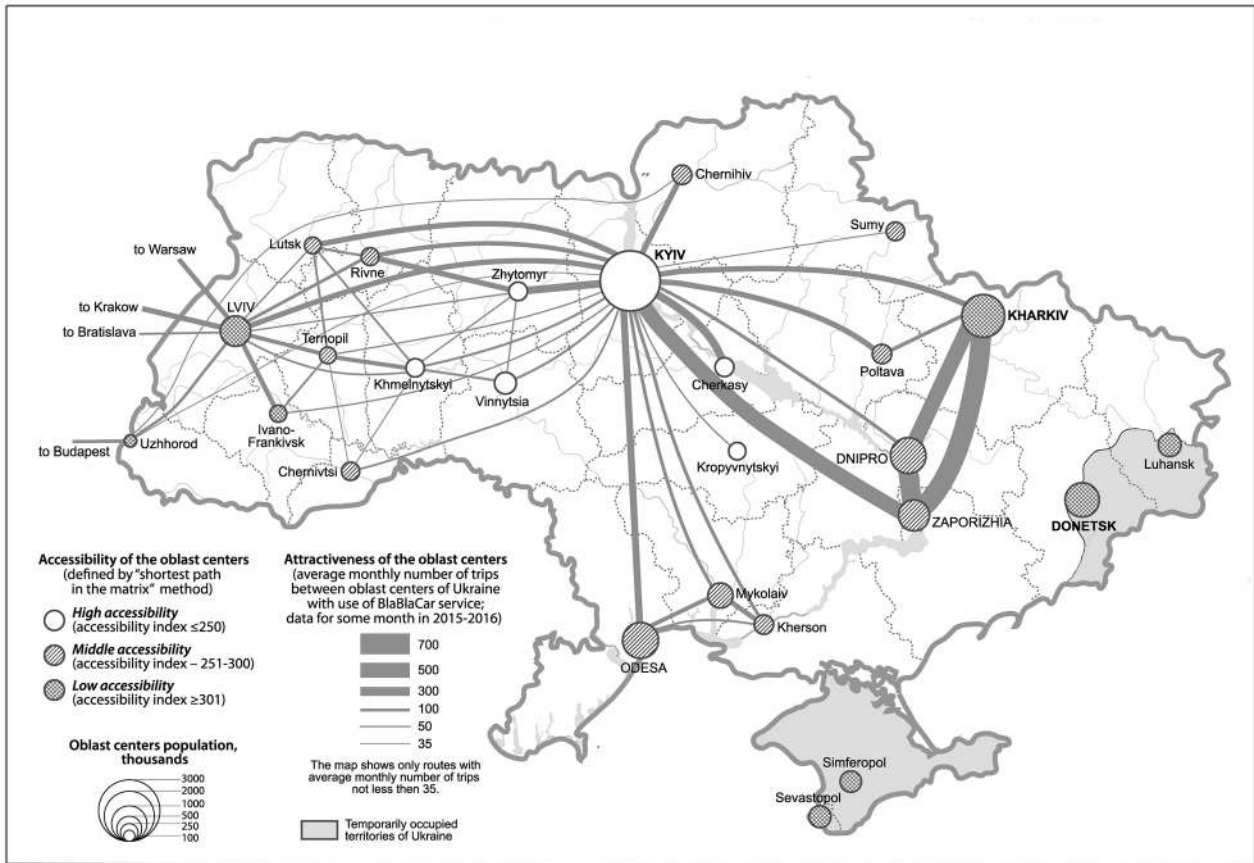 Chernihiv
Sumy
to Warsaw
Lutsk
Rivne
KYIV
Zhytomyr
to Krakow
LVIV
to Bratislava
KHARKIV
Ternopil
Poltava
Khmelnytskyi
Cherkasy
Vinnytsia
Ivano-
Frankivsk
Uzhhorod
to Budapest
Chernivtsi
Kropyvnytskyi
DNIPRO
Luhansk
ZAPORIZHIA
DONETSK
Mykolaiv
Kherson
ODESA
Simferopol
Sevastopol
Accessibility of the oblast centers
(defined by "shortest path
in the matrix" method)
High accessibility
(accessibility index ≤250)
Middle accessibility
(accessibility index – 251-300)
Low accessibility
(accessibility index ≥301)
Oblast centers population,
thousands
3000
2000
1000
500
250
100
Attractiveness of the oblast centers
(average monthly number of trips
between oblast centers of Ukraine
with use of BlaBlaCar service;
data for some month in 2015-2016)
700
500
300
100
50
35
The map shows only routes with
average monthly number of trips
not less then 35.
Temporarily occupied
territories of Ukraine